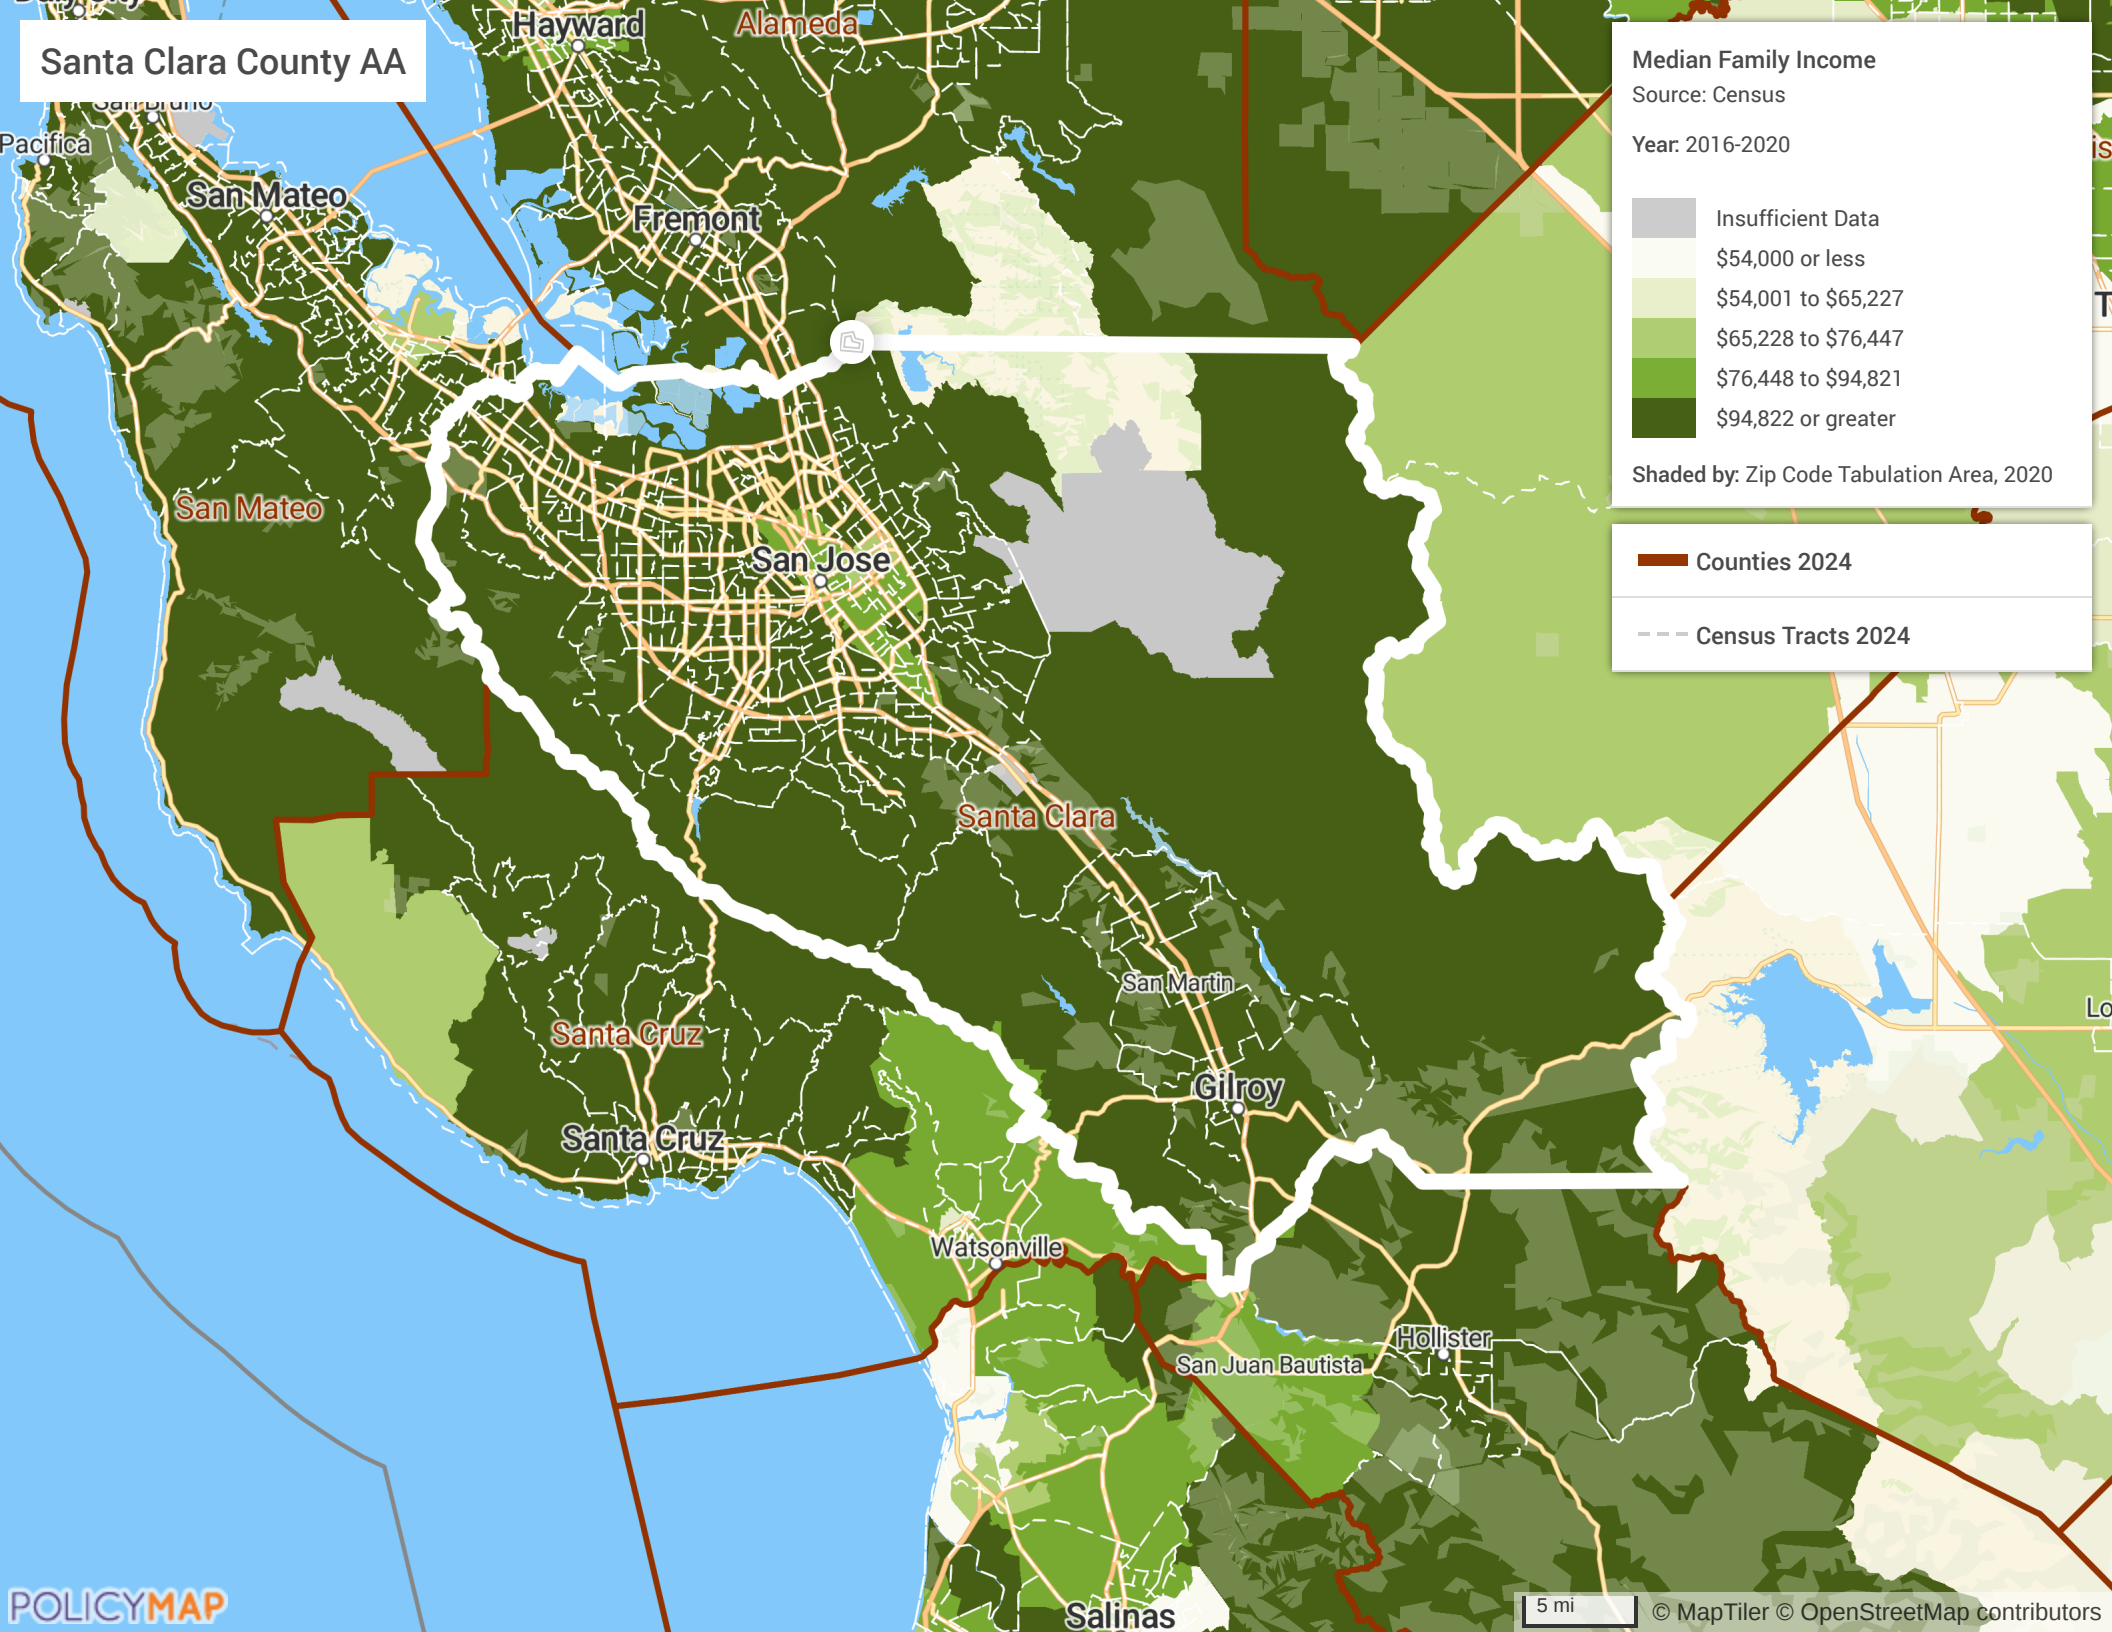 Hayward
Alameda
Santa Clara County AA
San Bruno
Pacifica
San Mateo
Fremont
San Mateo
San Jose
Santa Clara
San Martin
Santa Cruz
Gilroy
Santa Cruz
Watsonville
Hollister
San Juan Bautista
Salinas
Lo
is
T
Median Family Income
Source: Census
Year: 2016-2020
Insufficient Data
$54,000 or less
$54,001 to $65,227
$65,228 to $76,447
$76,448 to $94,821
$94,822 or greater
Shaded by: Zip Code Tabulation Area, 2020
Counties 2024
Census Tracts 2024
POLICYMAP
5 mi
© MapTiler © OpenStreetMap contributors